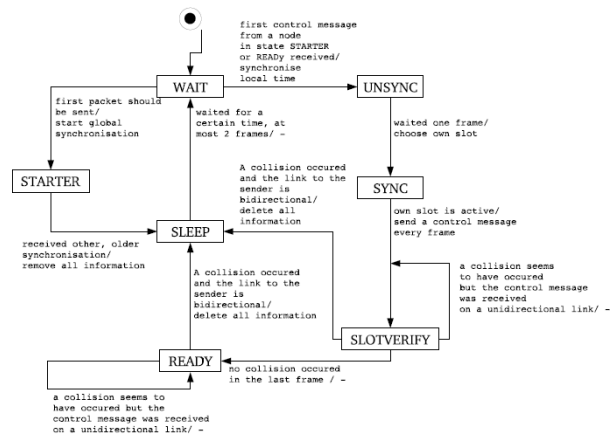 first control message
from a node
in state STARTER
or READy received/
synchronise
local time
WAIT
UNSYNC
first packet should
be sent/
start global
synchronisation
waited for a
certain time, at
most 2 frames/ -
waited one frame/
choose own slot
STARTER
A collision occured
and the link to the
sender is
bidirectional/
delete all
information
SYNC
SLEEP
own slot is active/
send a control message
every frame
received other, older
synchronisation/
remove all information
A collision occured
and the link to the
sender is
bidirectional/
delete all information
a collision seems
to have occured
but the control message
was received
on a unidirectional link/ -
SLOTVERIFY
READY
no collision occured
in the last frame / -
a collision seems to
have occured but the
control message was received
on a unidirectional link/ -